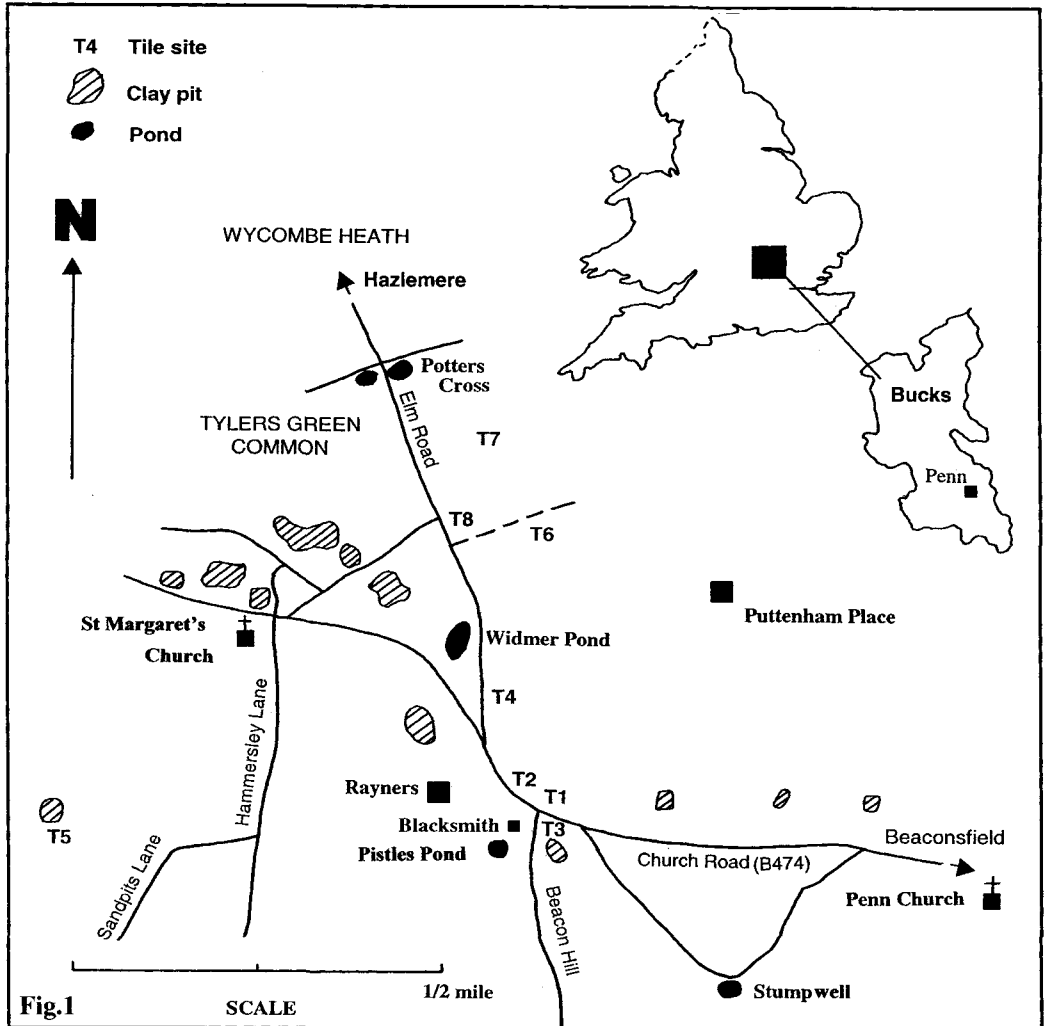 T4 Tile site
Clay pit
Pond
N
WYCOMBE HEATH
Hazlemere
Potters
Cross
TYLERS GREEN
COMMON
Elm Road
T7
T8
T6
Bucks
Penn
Puttenham Place
St Margaret's
Church
Widmer Pond
T4
Hammersley Lane
Rayners
T2
T1
Blacksmith
T3
Pistles Pond
T5
Sandpits Lane
Beacon Hill
Church Road (B474)
Beaconsfield
Penn Church
Stumpwell
1/2 mile
Fig.1
SCALE